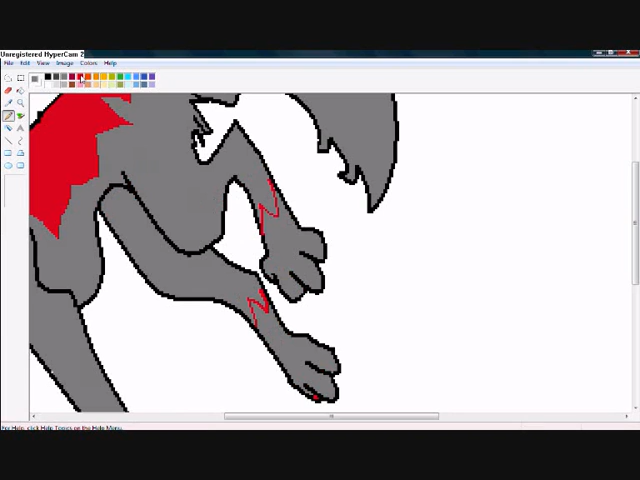 Unregistered HyperCam 2
File Edit View Image Colors Help
For Help, click Help Topics on the Help Menu.